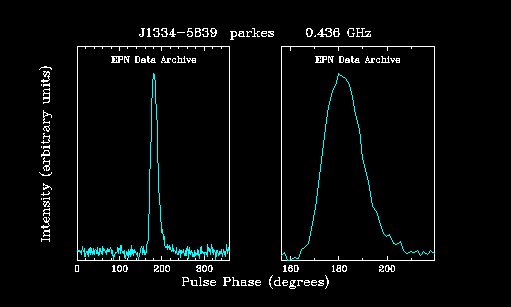 J1334-5839 parkes 0.436 GHz
EPN Data Archive
EPN Data Archive
Intensity (arbitrary units)
0 100 200 300
160 180 200
Pulse Phase (degrees)